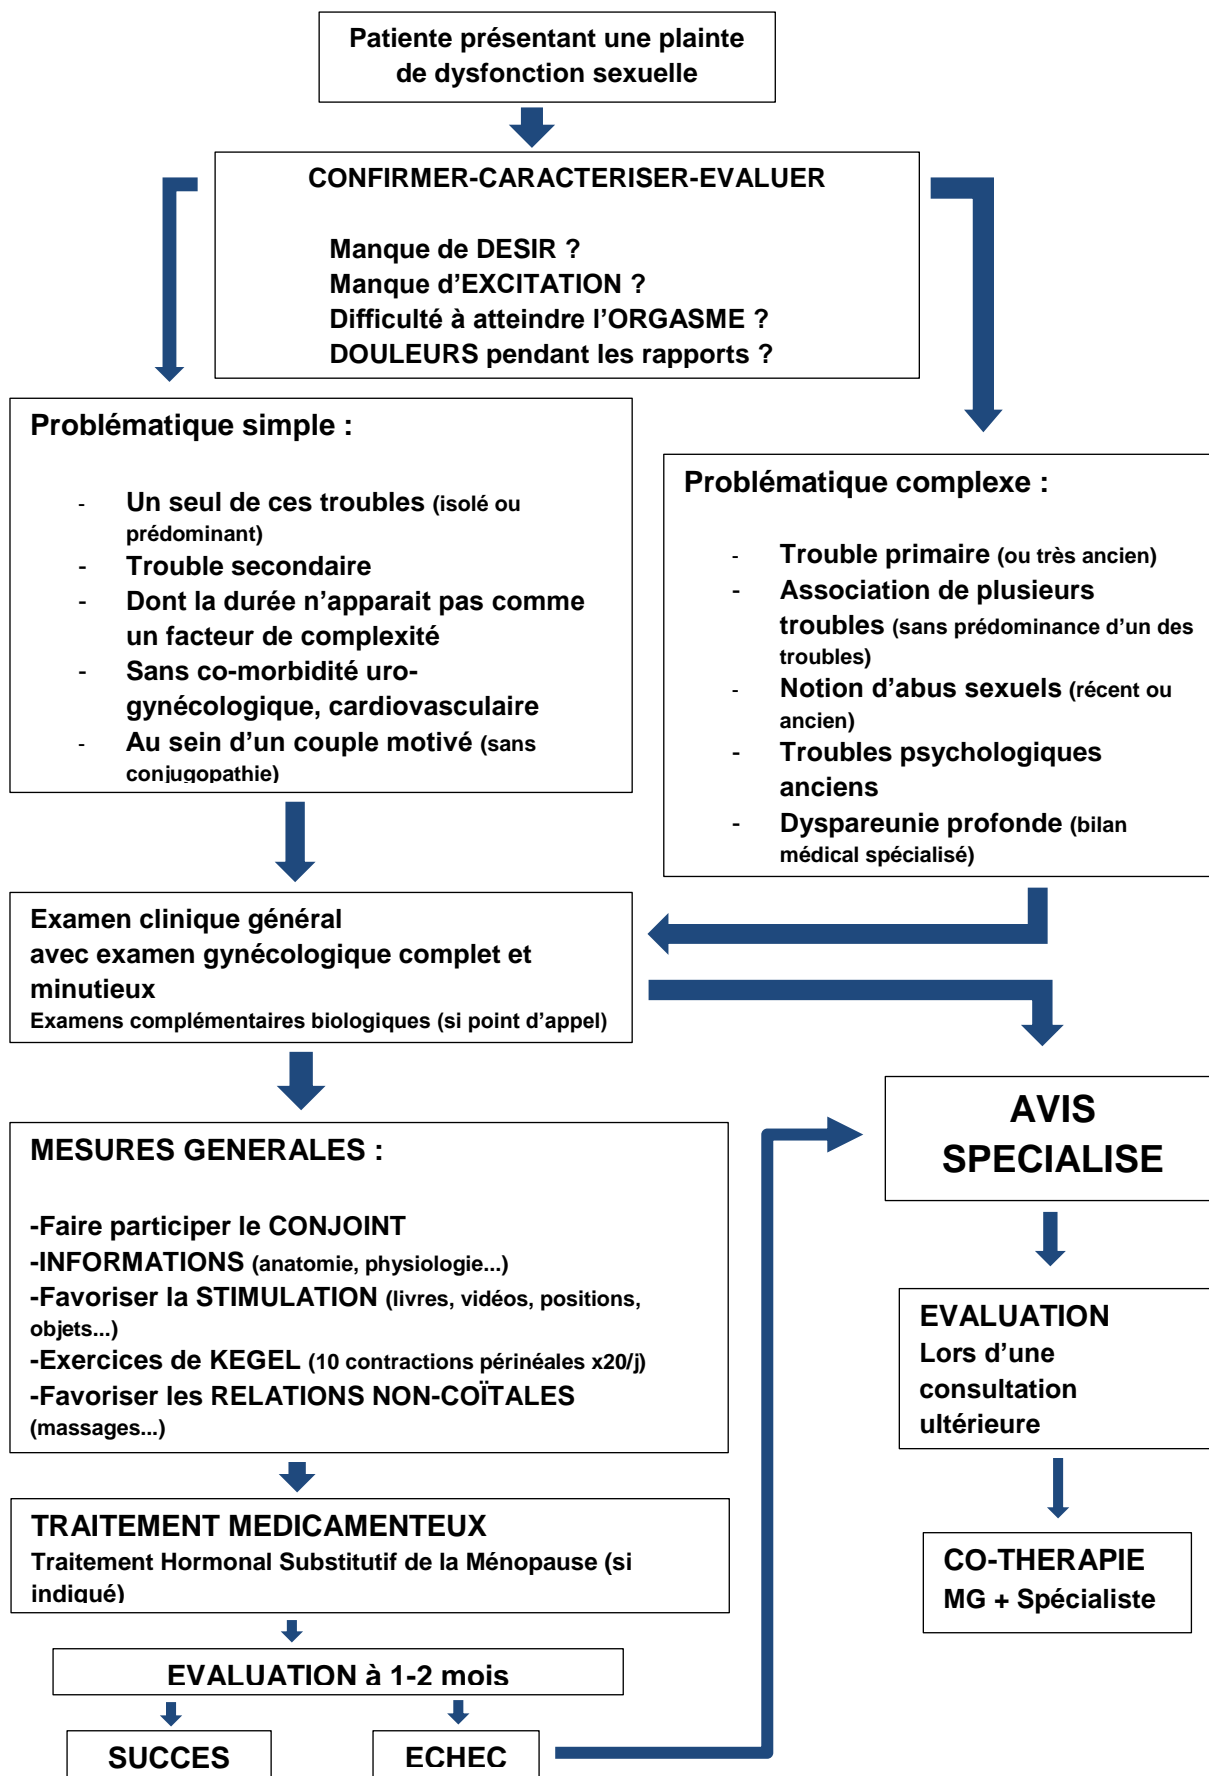 Patiente présentant une plainte
de dysfonction sexuelle
CONFIRMER-CARACTERISER-EVALUER
Manque de DESIR ?
Manque d’EXCITATION ?
Difficulté à atteindre l’ORGASME ?
DOULEURS pendant les rapports ?
Problématique simple :
- Un seul de ces troubles (isolé ou
prédominant)
- Trouble secondaire
- Dont la durée n’apparait pas comme
un facteur de complexité
- Sans co-morbidité uro-
gynécologique, cardiovasculaire
- Au sein d’un couple motivé (sans
conjugopathie)
Problématique complexe :
- Trouble primaire (ou très ancien)
- Association de plusieurs
troubles (sans prédominance d’un des
troubles)
- Notion d’abus sexuels (récent ou
ancien)
- Troubles psychologiques
anciens
- Dyspareunie profonde (bilan
médical spécialisé)
Examen clinique général
avec examen gynécologique complet et
minutieux
Examens complémentaires biologiques (si point d’appel)
MESURES GENERALES :
-Faire participer le CONJOINT
-INFORMATIONS (anatomie, physiologie...)
-Favoriser la STIMULATION (livres, vidéos, positions,
objets...)
-Exercices de KEGEL (10 contractions périnéales x20/j)
-Favoriser les RELATIONS NON-COÏTALES
(massages...)
AVIS
SPECIALISE
EVALUATION
Lors d’une
consultation
ultérieure
CO-THERAPIE
MG + Spécialiste
TRAITEMENT MEDICAMENTEUX
Traitement Hormonal Substitutif de la Ménopause (si
indiqué)
EVALUATION à 1-2 mois
SUCCES
ECHEC